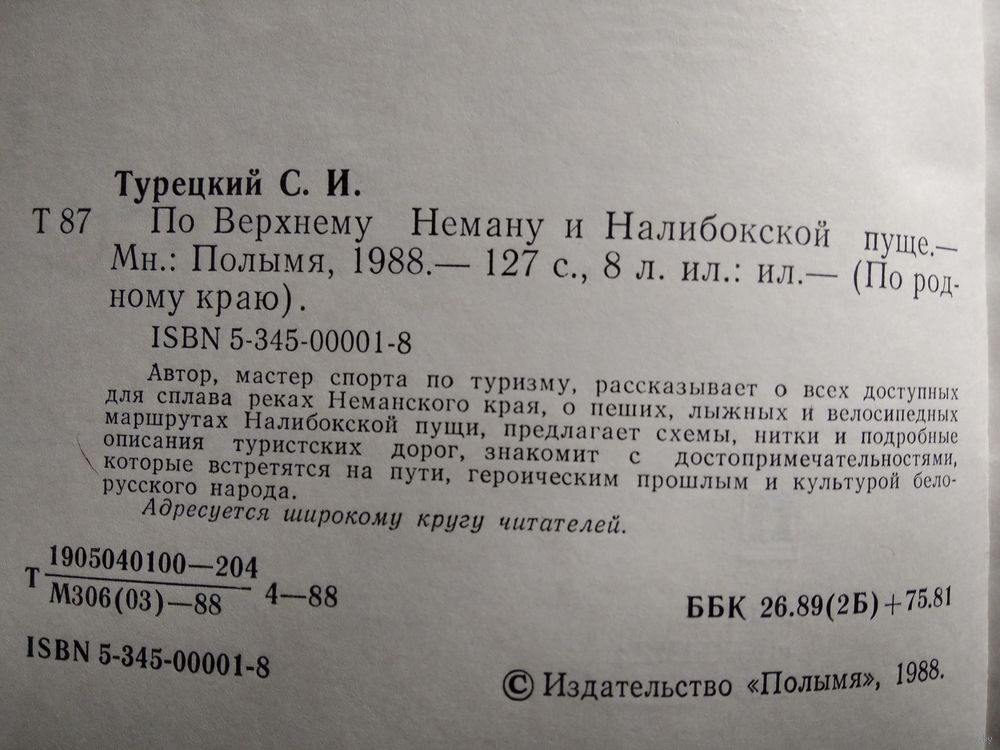 Турецкий С. И.
Т 87 По Верхнему Неману и Налибокской пуще.—
Мн.: Полымя, 1988.— 127 с., 8 л. ил.: ил.— (По род-
ному краю).
ISBN 5-345-00001-8
Автор, мастер спорта по туризму, рассказывает о всех доступных
для сплава реках Неманского края, о пеших, лыжных и велосипедных
маршрутах Налибокской пущи, предлагает схемы, нитки и подробные
описания туристских дорог, знакомит с достопримечательностями,
которые встретятся на пути, героическим прошлым и культурой бело-
русского народа.
Адресуется широкому кругу читателей.
Т 1905040100—204
М306(03)—88 4—88
ББК 26.89(2Б)+75.81
ISBN 5-345-00001-8
© Издательство «Полымя», 1988.